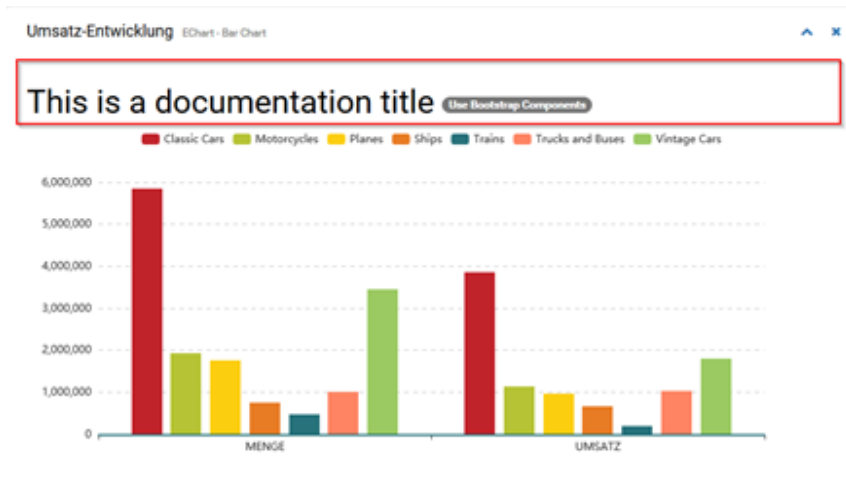 Umsatz-Entwicklung EChart - Bar Chart
This is a documentation title Use Bootstrap Components
Classic Cars Motorcycles Planes Ships Trains Trucks and Buses Vintage Cars
6,000,000
5,000,000
4,000,000
3,000,000
2,000,000
1,000,000
0
MENGE UMSATZ